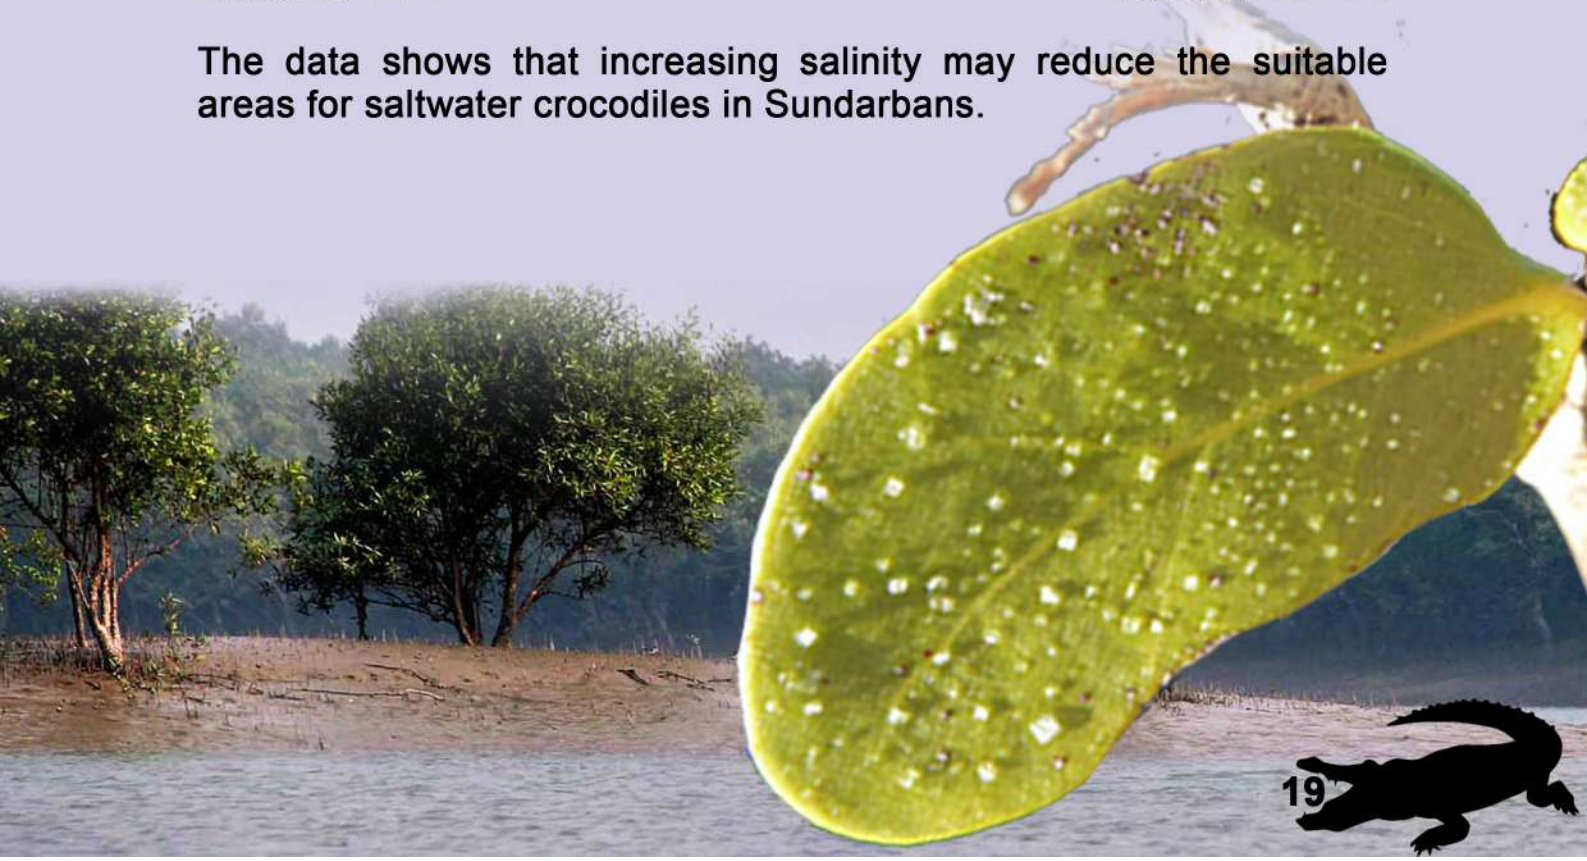 The data shows that increasing salinity may reduce the suitable
areas for saltwater crocodiles in Sundarbans.
19